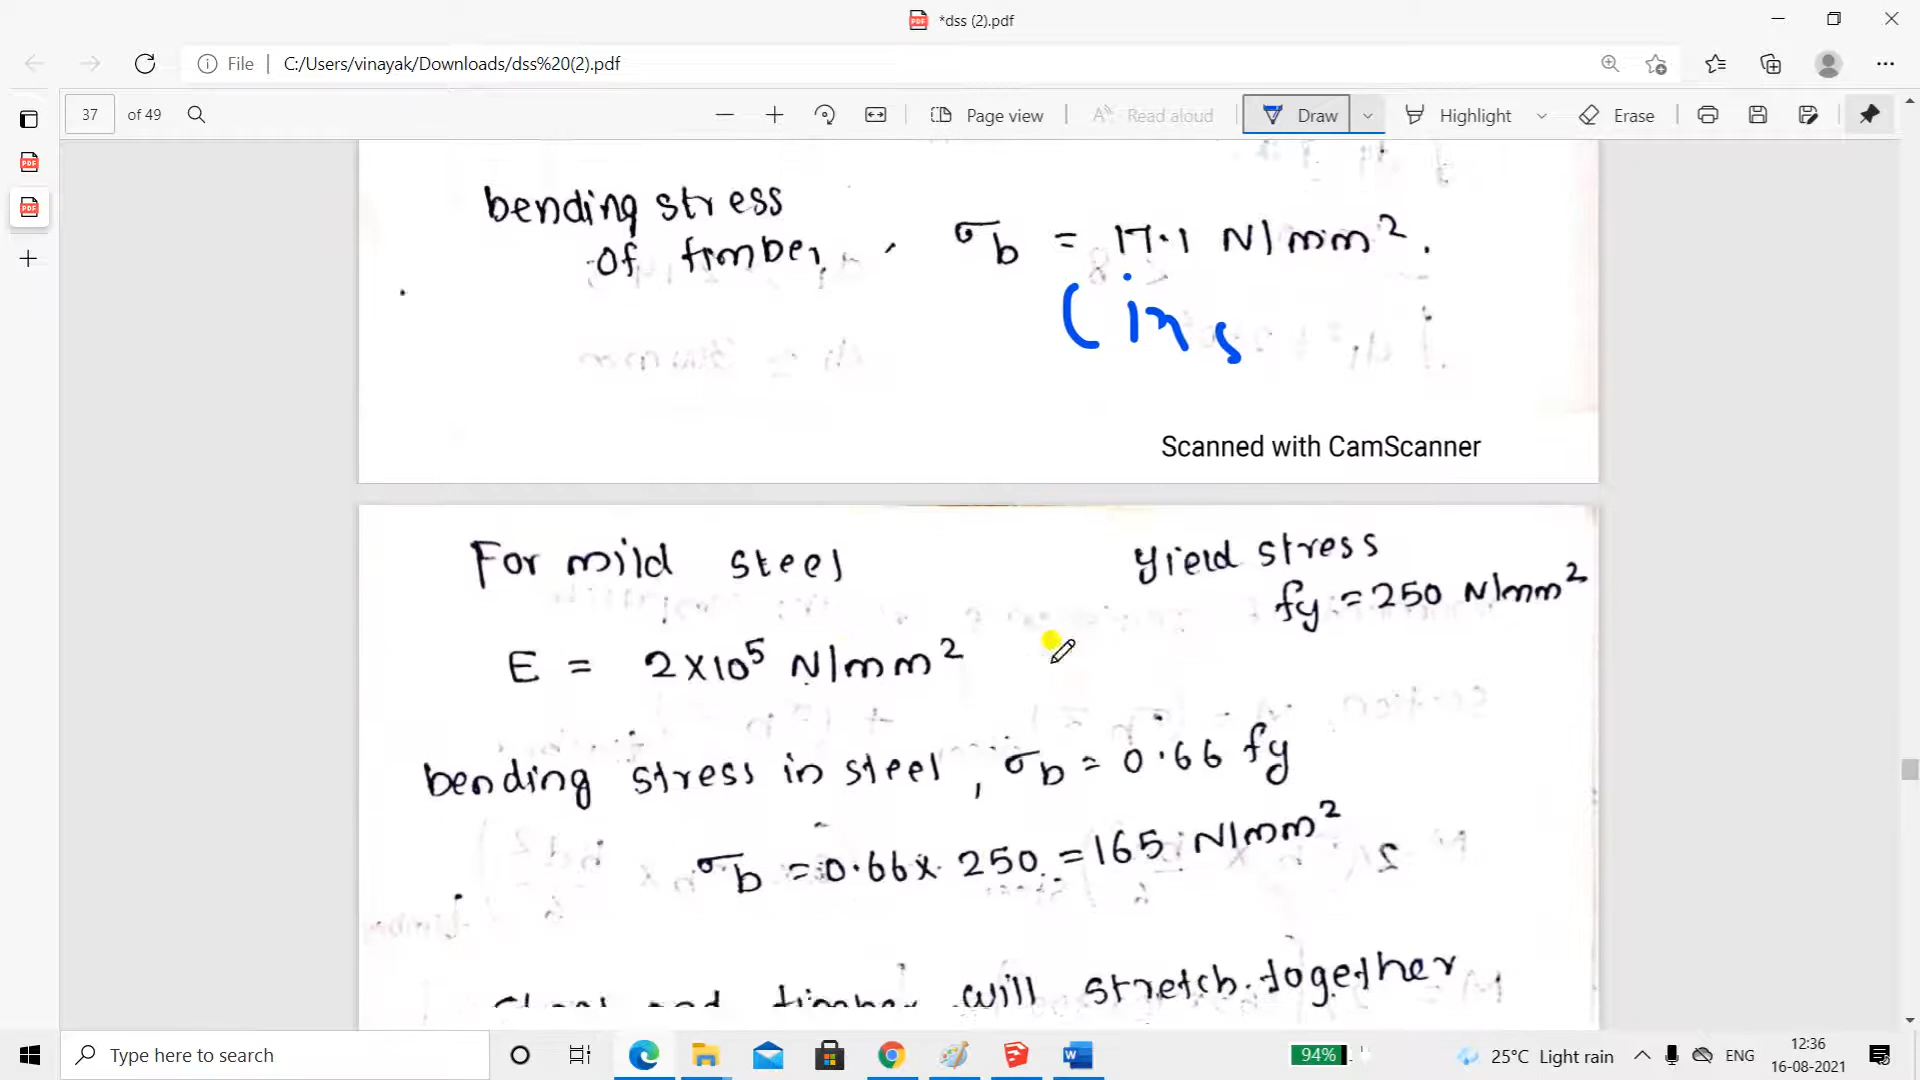 *dss (2).pdf
File
C:/Users/vinayak/Downloads/dss%20(2).pdf
37 of 49
Page view
Read aloud
Draw
Highlight
Erase
bending stress
of timber, σb = 17.1 N/mm².
(in s
Scanned with CamScanner
For mild steel
yield stress
fy = 250 N/mm²
E = 2×10⁵ N/mm²
bending stress in steel, σb = 0.66 fy
σb = 0.66× 250 = 165 N/mm²
Steel and timber will stretch together
Type here to search
94%
25°C Light rain
ENG
12:36
16-08-2021